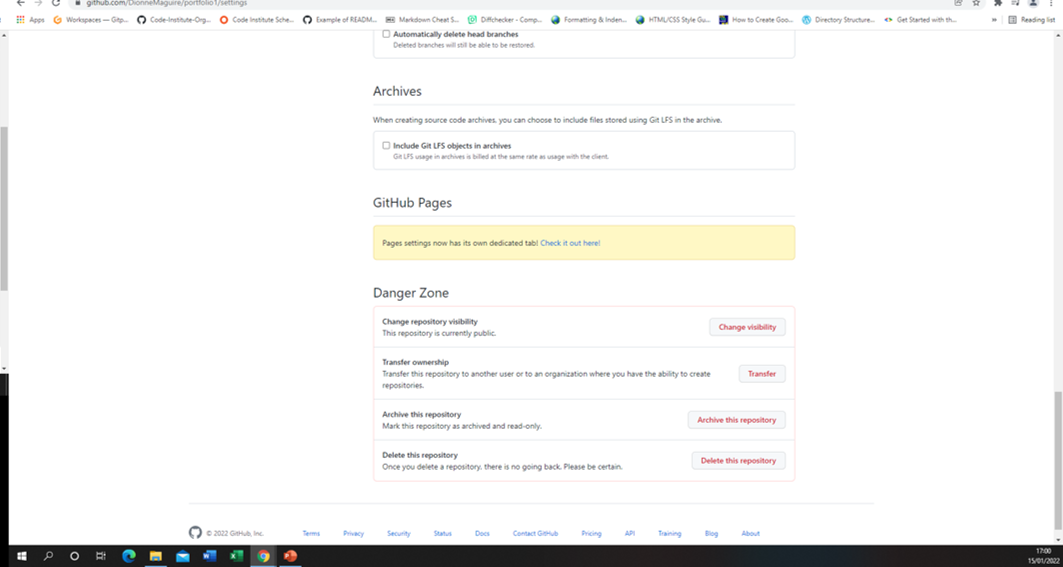 github.com/DionneMaguire/portfolio1/settings
Apps Workspaces — Gitp... Code-Institute-Org... Code Institute Sche... Example of READM... Markdown Cheat S... Diffchecker - Comp... Formatting & Inden... HTML/CSS Style Gu... How to Create Goo... Directory Structure... Get Started with th... » Reading list
Automatically delete head branches
Deleted branches will still be able to be restored.
Archives
When creating source code archives, you can choose to include files stored using Git LFS in the archive.
Include Git LFS objects in archives
Git LFS usage in archives is billed at the same rate as usage with the client.
GitHub Pages
Pages settings now has its own dedicated tab! Check it out here!
Danger Zone
Change repository visibility
This repository is currently public.
Change visibility
Transfer ownership
Transfer this repository to another user or to an organization where you have the ability to create
repositories.
Transfer
Archive this repository
Mark this repository as archived and read-only.
Archive this repository
Delete this repository
Once you delete a repository, there is no going back. Please be certain.
Delete this repository
© 2022 GitHub, Inc. Terms Privacy Security Status Docs Contact GitHub Pricing API Training Blog About
17:00
15/01/2022